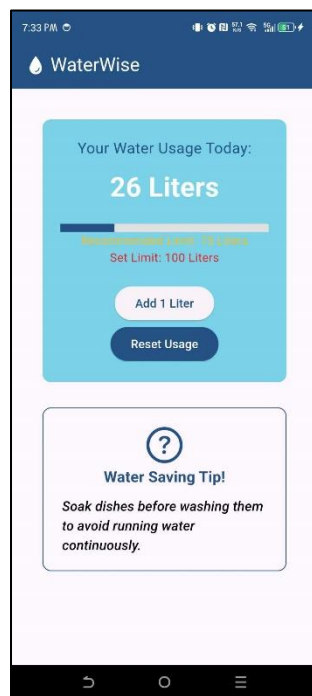 7:33 PM
WaterWise
Your Water Usage Today:
26 Liters
Set Limit: 100 Liters
Add 1 Liter
Reset Usage
?
Water Saving Tip!
Soak dishes before washing them
to avoid running water
continuously.